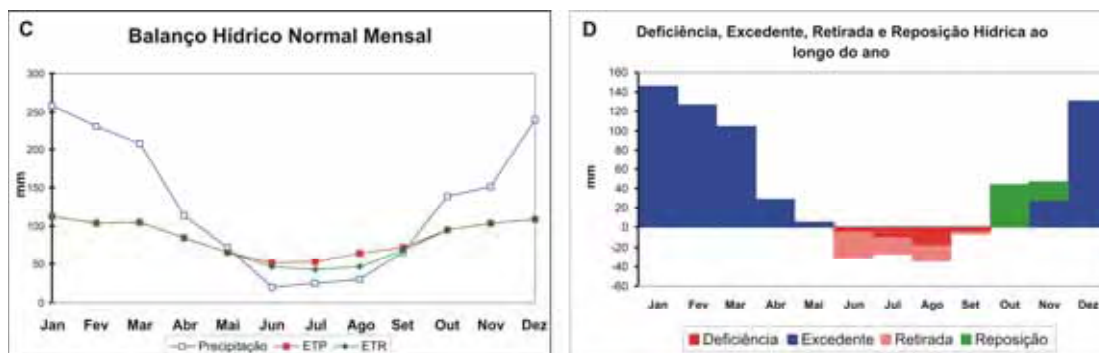 C
Balanço Hídrico Normal Mensal
300
250
200
150
100
50
0
mm
Jan Fev Mar Abr Mai Jun Jul Ago Set Out Nov Dez
Precipitação ETP ETR
D
Deficiência, Excedente, Retirada e Reposição Hídrica ao
longo do ano
160
140
120
100
80
60
40
20
0
-20
-40
-60
mm
Jan Fev Mar Abr Mai Jun Jul Ago Set Out Nov Dez
Deficiência Excedente Retirada Reposição